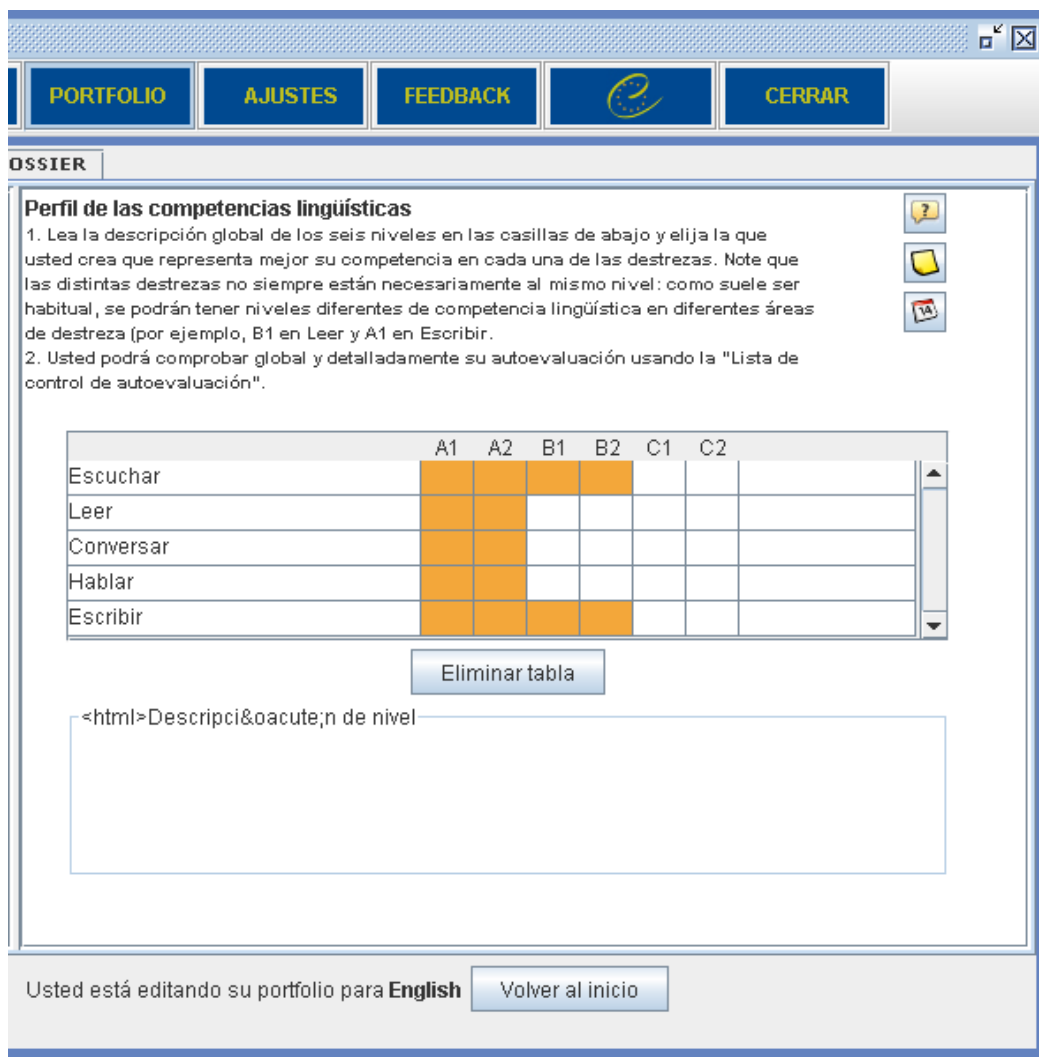 PORTFOLIO AJUSTES FEEDBACK CERRAR
OSSIER
Perfil de las competencias lingüísticas
1. Lea la descripción global de los seis niveles en las casillas de abajo y elija la que
usted crea que representa mejor su competencia en cada una de las destrezas. Note que
las distintas destrezas no siempre están necesariamente al mismo nivel: como suele ser
habitual, se podrán tener niveles diferentes de competencia lingüística en diferentes áreas
de destreza (por ejemplo, B1 en Leer y A1 en Escribir.
2. Usted podrá comprobar global y detalladamente su autoevaluación usando la "Lista de
control de autoevaluación".
?
14
A1 A2 B1 B2 C1 C2
Escuchar
Leer
Conversar
Hablar
Escribir
Eliminar tabla
<html>Descripci&oacute;n de nivel
Usted está editando su portfolio para English Volver al inicio